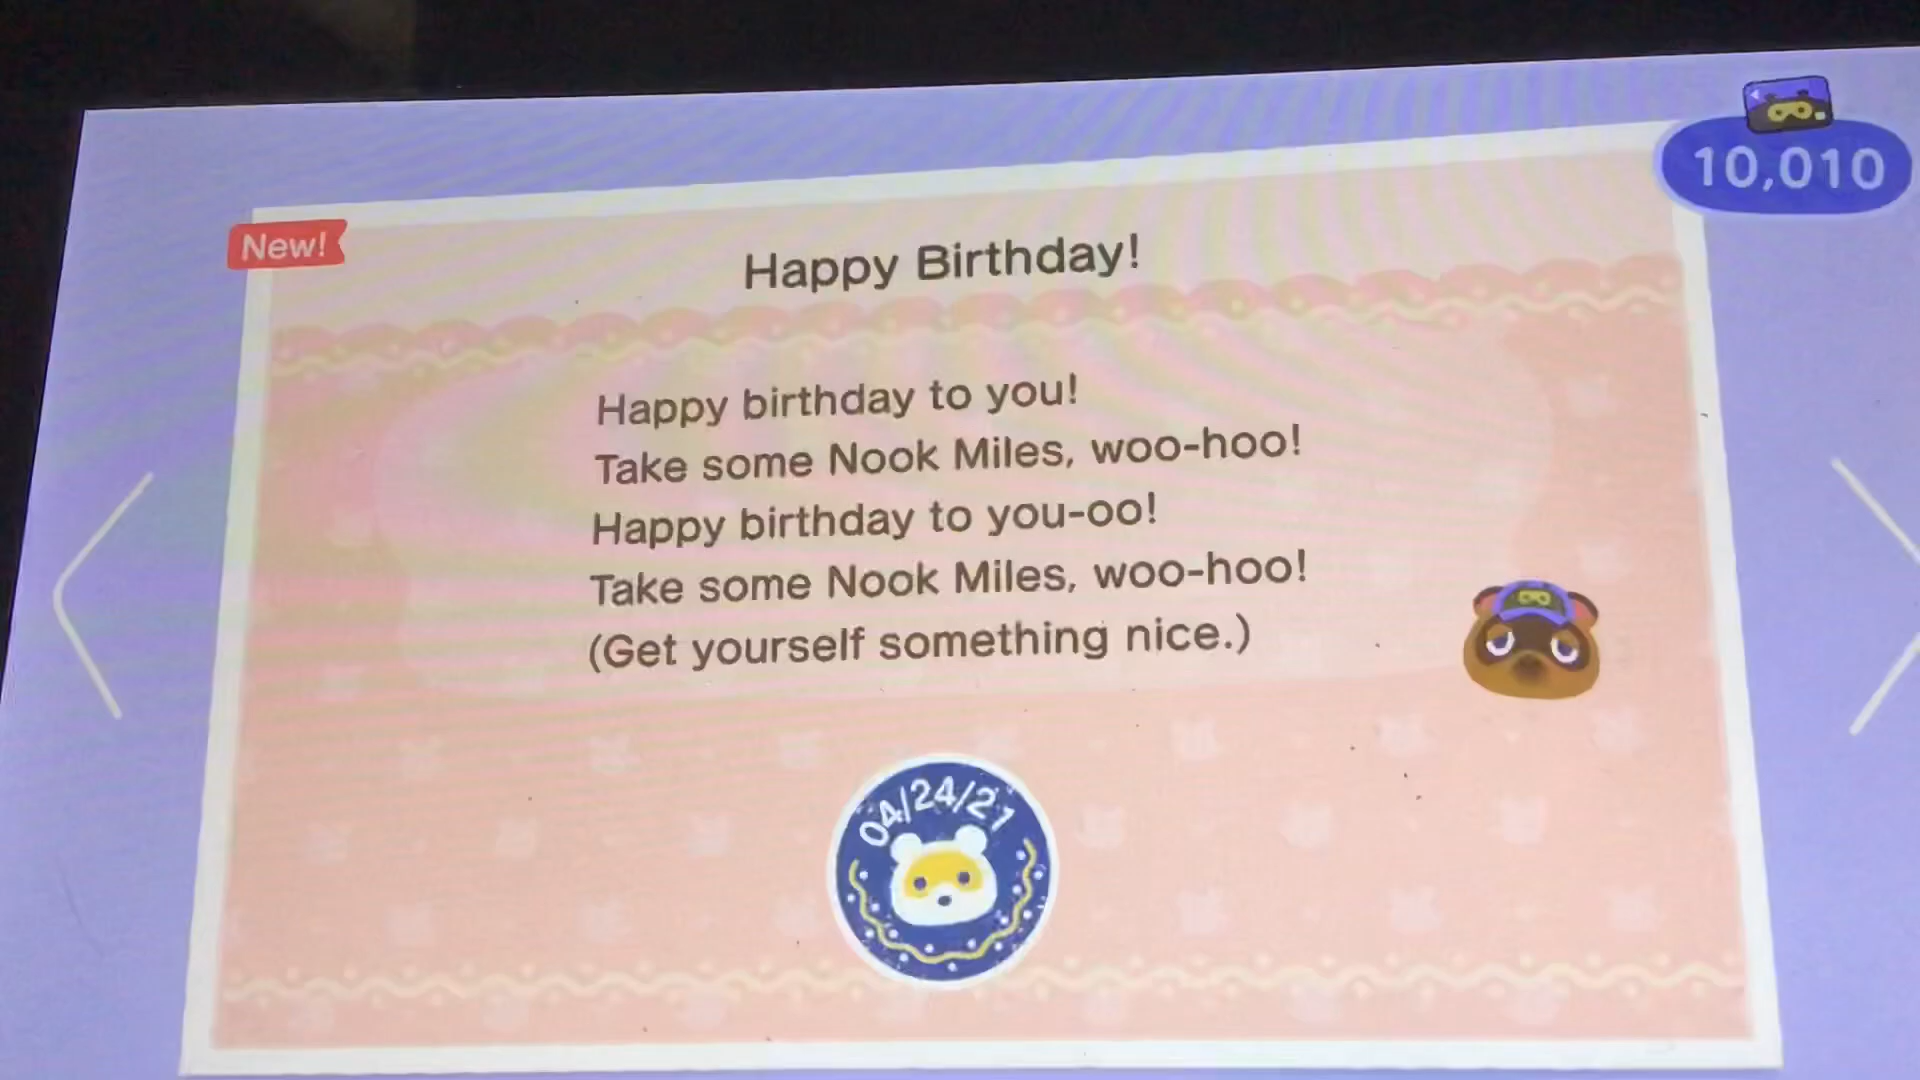 10,010
New!
Happy Birthday!
Happy birthday to you!
Take some Nook Miles, woo-hoo!
Happy birthday to you-oo!
Take some Nook Miles, woo-hoo!
(Get yourself something nice.)
04/24/21